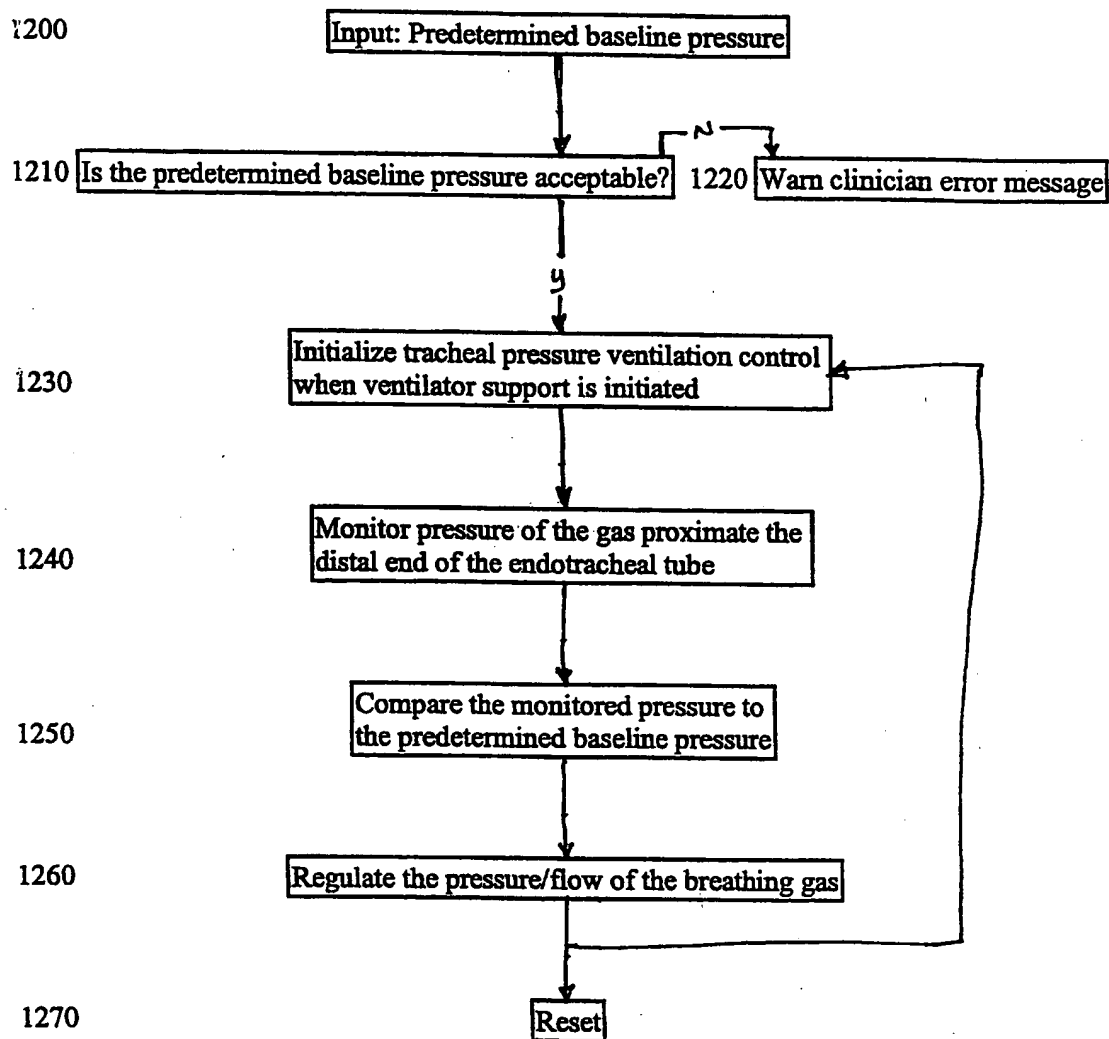 1200 Input: Predetermined baseline pressure
N
1210 Is the predetermined baseline pressure acceptable? 1220 Warn clinician error message
y
Initialize tracheal pressure ventilation control
1230
when ventilator support is initiated
Monitor pressure of the gas proximate the
1240
distal end of the endotracheal tube
Compare the monitored pressure to
1250
the predetermined baseline pressure
1260 Regulate the pressure/flow of the breathing gas
1270 Reset